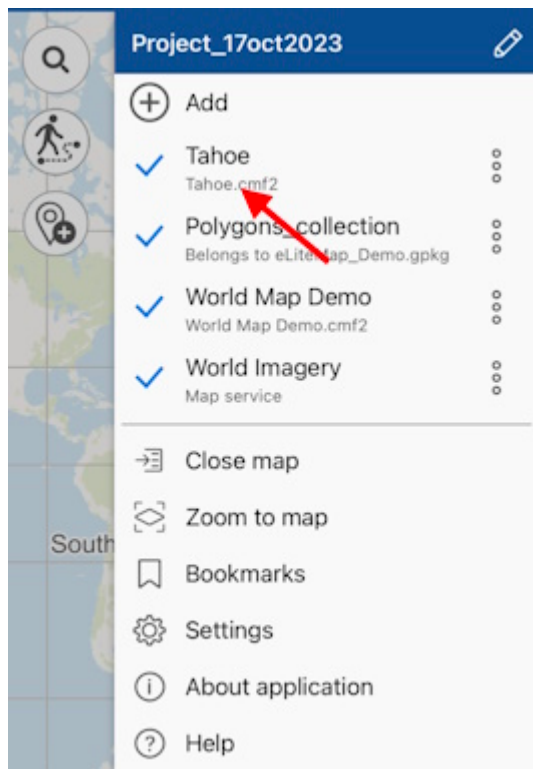 Project_17oct2023
Add
Tahoe
Tahoe.cmf2
Polygons_collection
Belongs to eLiteMap_Demo.gpkg
World Map Demo
World Map Demo.cmf2
World Imagery
Map service
Close map
Zoom to map
South
Bookmarks
Settings
About application
Help